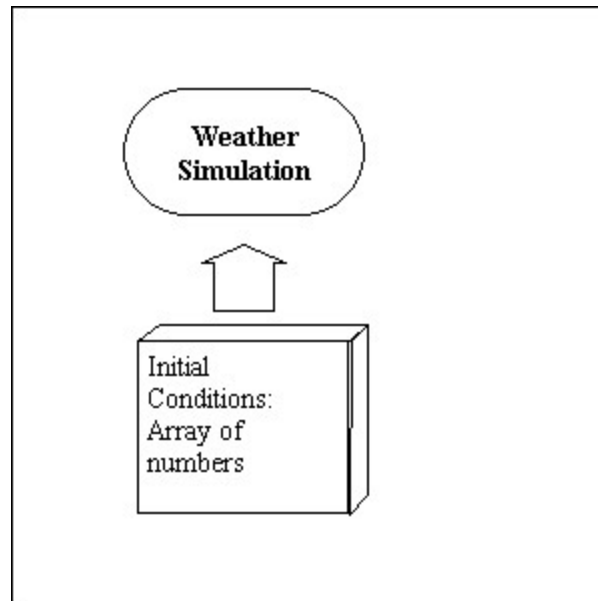 Weather
Simulation
Initial
Conditions:
Array of
numbers